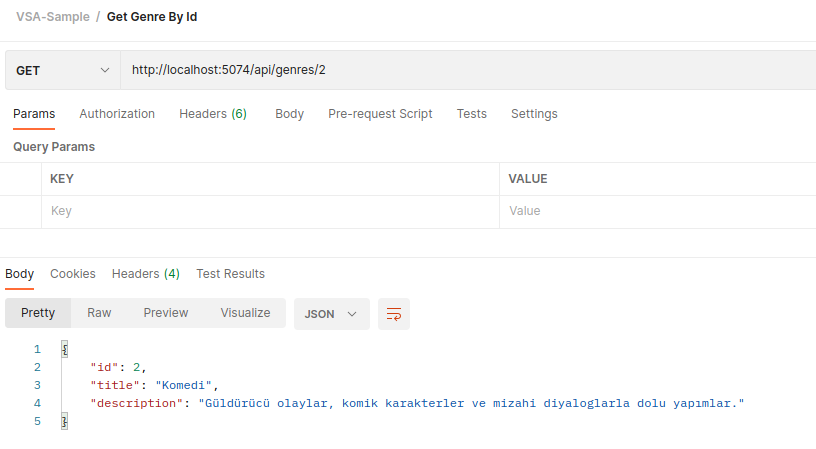 VSA-Sample / Get Genre By Id
GET http://localhost:5074/api/genres/2
Params Authorization Headers (6) Body Pre-request Script Tests Settings
Query Params
KEY VALUE
Key Value
Body Cookies Headers (4) Test Results
Pretty Raw Preview Visualize JSON
1 {
2 "id": 2,
3 "title": "Komedi",
4 "description": "Güldürücü olaylar, komik karakterler ve mizahi diyaloglarla dolu yapımlar."
5 }